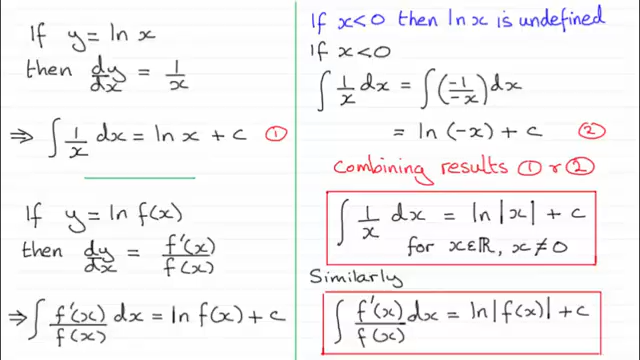 If y = ln x
then dy/dx = 1/x
⇒ ∫ 1/x dx = ln x + c ①
If y = ln f(x)
then dy/dx = f'(x)/f(x)
⇒ ∫ f'(x)/f(x) dx = ln f(x) + c
If x<0 then ln x is undefined
If x<0
∫ 1/x dx = ∫ (-1/-x) dx
= ln (-x) + c ②
Combining results ① & ②
∫ 1/x dx = ln |x| + c
for x∈ℝ, x≠0
Similarly
∫ f'(x)/f(x) dx = ln |f(x)| + c